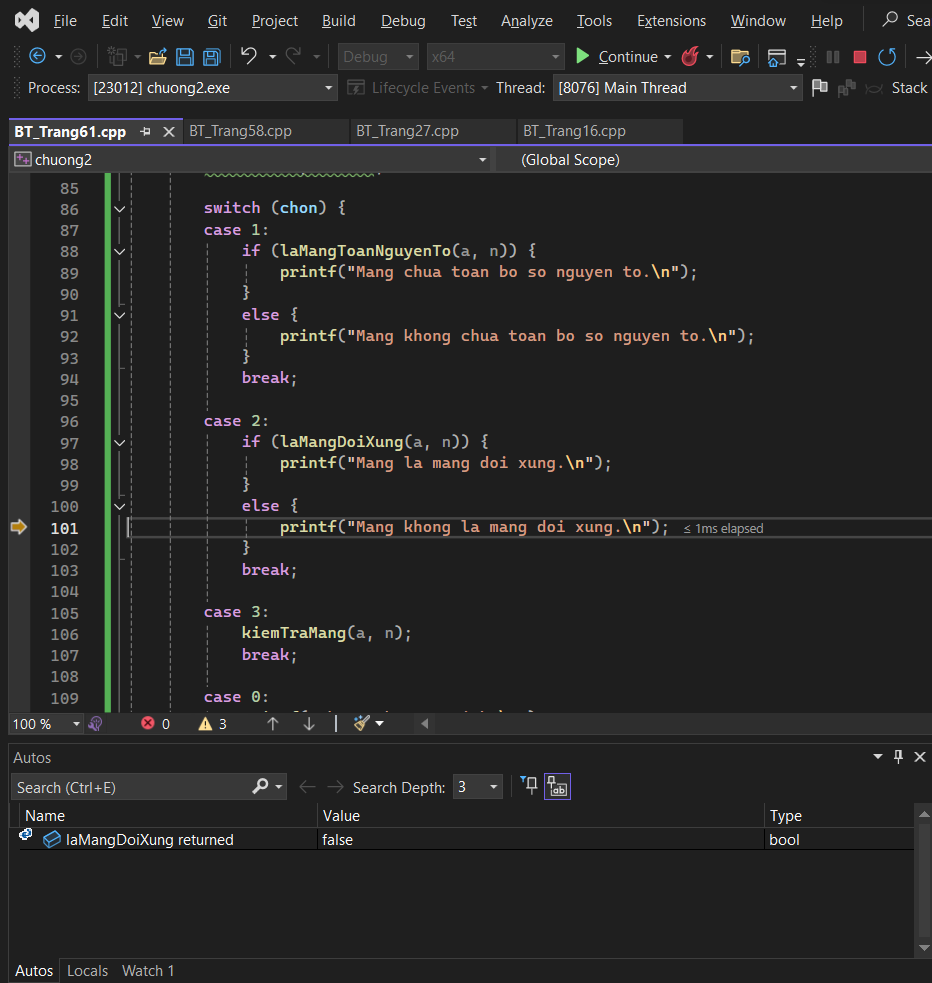 File Edit View Git Project Build Debug Test Analyze Tools Extensions Window Help Sea
Debug x64 Continue
Process: [23012] chuong2.exe Lifecycle Events Thread: [8076] Main Thread Stack
BT_Trang61.cpp BT_Trang58.cpp BT_Trang27.cpp BT_Trang16.cpp
chuong2 (Global Scope)
85
86 switch (chon) {
87 case 1:
88 if (laMangToanNguyenTo(a, n)) {
89 printf("Mang chua toan bo so nguyen to.\n");
90 }
91 else {
92 printf("Mang khong chua toan bo so nguyen to.\n");
93 }
94 break;
95
96 case 2:
97 if (laMangDoiXung(a, n)) {
98 printf("Mang la mang doi xung.\n");
99 }
100 else {
101 printf("Mang khong la mang doi xung.\n"); ≤ 1ms elapsed
102 }
103 break;
104
105 case 3:
106 kiemTraMang(a, n);
107 break;
108
109 case 0:
100 % 0 3
Autos
Search (Ctrl+E) Search Depth: 3
Name Value Type
laMangDoiXung returned false bool
Autos Locals Watch 1